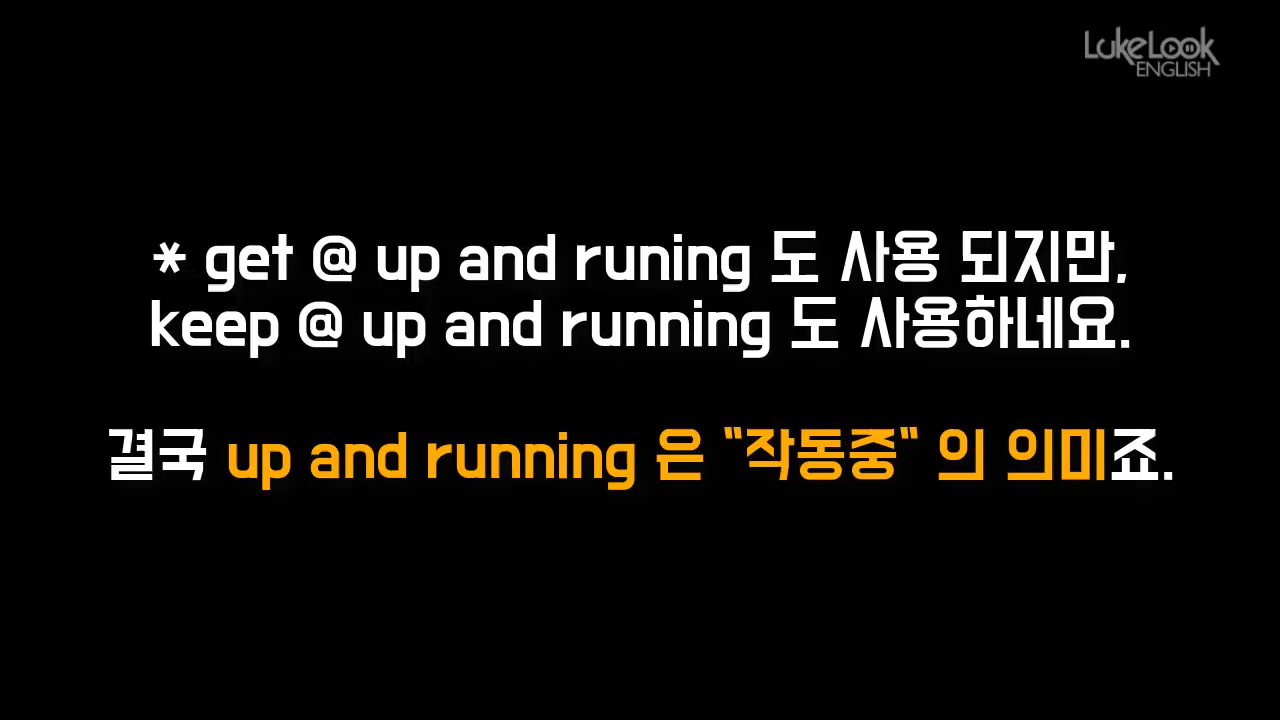 LukeLook
ENGLISH
* get @ up and runing 도 사용 되지만,
keep @ up and running 도 사용하네요.
결국 up and running 은 "작동중" 의 의미죠.